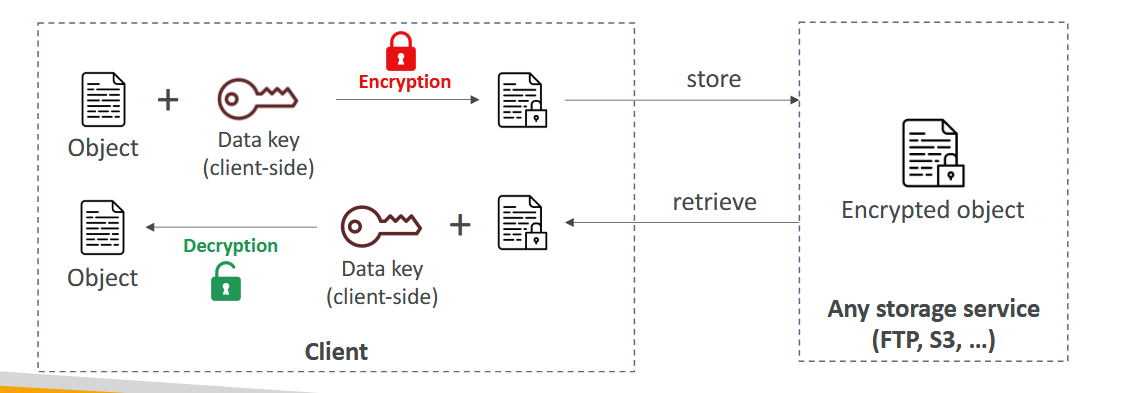 Encryption
store
Object
+
Data key
(client-side)
retrieve
Encrypted object
Decryption
Object
+
Data key
(client-side)
Any storage service
(FTP, S3, ...)
Client